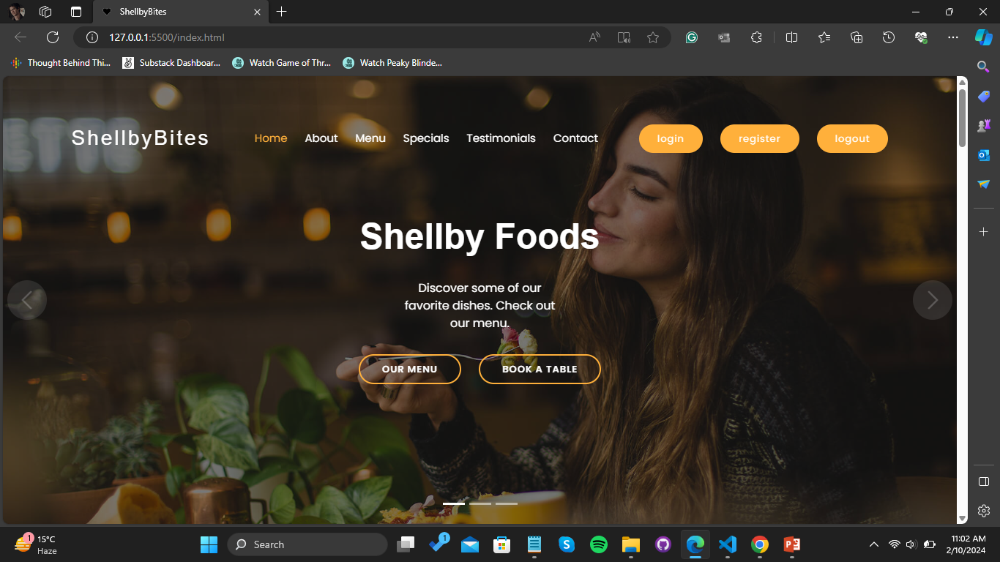 ShellbyBites
127.0.0.1:5500/index.html
Thought Behind Thi... Substack Dashboar... Watch Game of Thr... Watch Peaky Blinde...
ShellbyBites Home About Menu Specials Testimonials Contact login register logout
Shellby Foods
Discover some of our
favorite dishes. Check out
our menu.
OUR MENU BOOK A TABLE
1 15°C
Haze
Search
1
11:02 AM
2/10/2024